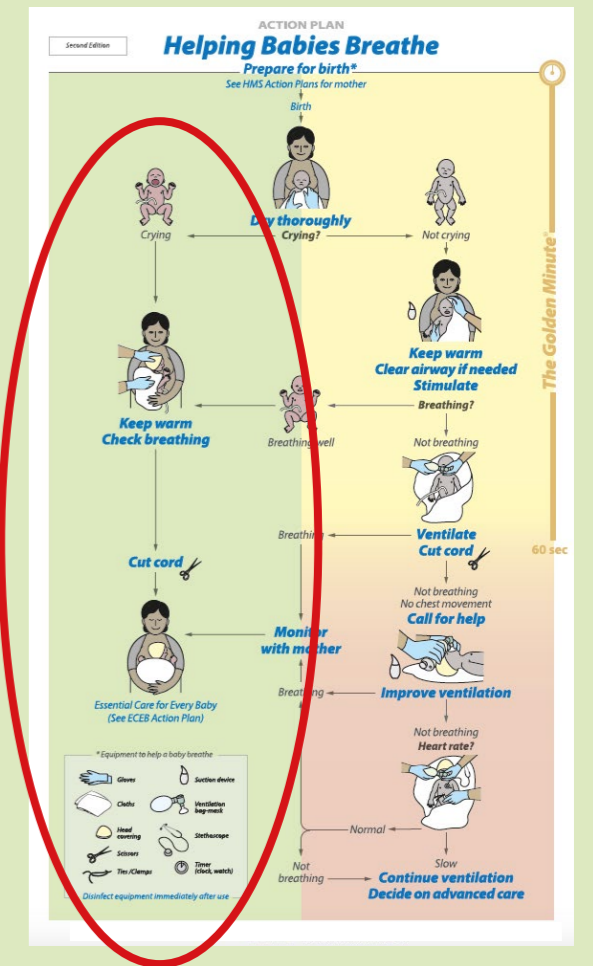 ACTION PLAN
Second Edition
Helping Babies Breathe
Prepare for birth*
See HMS Action Plans for mother
Birth
Dry thoroughly
Crying
Crying?
Not crying
The Golden Minute®
Keep warm
Clear airway if needed
Stimulate
Breathing?
Breathing well
Keep warm
Check breathing
Not breathing
Breathing
Ventilate
Cut cord
60 sec
Cut cord
Not breathing
No chest movement
Call for help
Monitor
with mother
Breathing
Improve ventilation
Essential Care for Every Baby
(See ECEB Action Plan)
Not breathing
Heart rate?
Normal
Slow
Not
breathing
Continue ventilation
Decide on advanced care
*Equipment to help a baby breathe
Gloves
Suction device
Cloths
Ventilation
bag-mask
Head
covering
Stethoscope
Scissors
Ties/Clamps
Timer
(clock, watch)
Disinfect equipment immediately after use